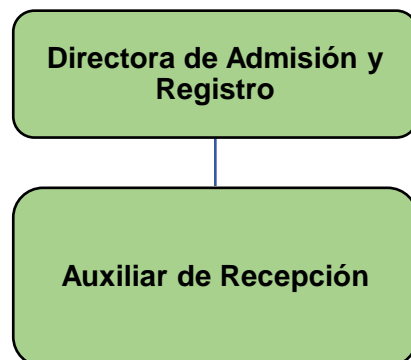 Directora de Admisión y
Registro
Auxiliar de Recepción